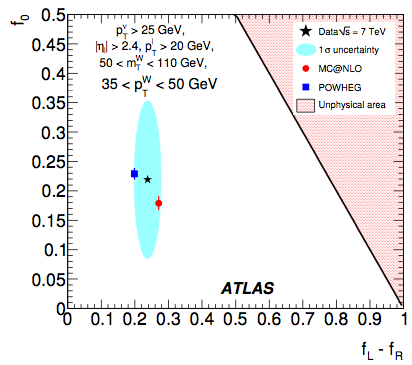 f₀
0.5
0.45
0.4
0.35
0.3
0.25
0.2
0.15
0.1
0.05
0
p_T^ν > 25 GeV,
|η_l| > 2.4, p_T^l > 20 GeV,
50 < m_T^W < 110 GeV,
35 < p_T^W < 50 GeV
Data√s = 7 TeV
1σ uncertainty
MC@NLO
POWHEG
Unphysical area
ATLAS
0 0.1 0.2 0.3 0.4 0.5 0.6 0.7 0.8 0.9 1
f_L - f_R